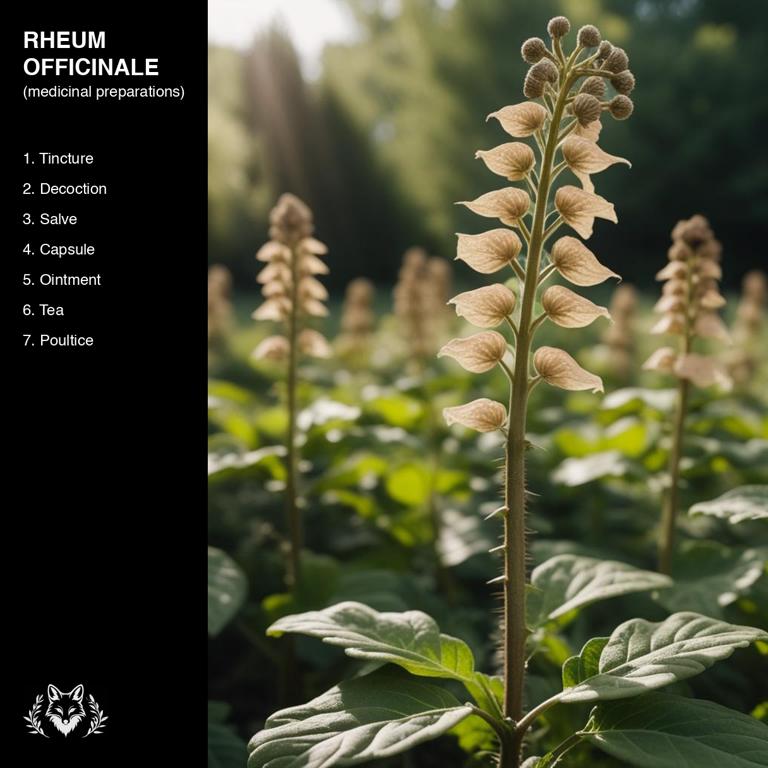 RHEUM
OFFICINALE
(medicinal preparations)
1. Tincture
2. Decoction
3. Salve
4. Capsule
5. Ointment
6. Tea
7. Poultice